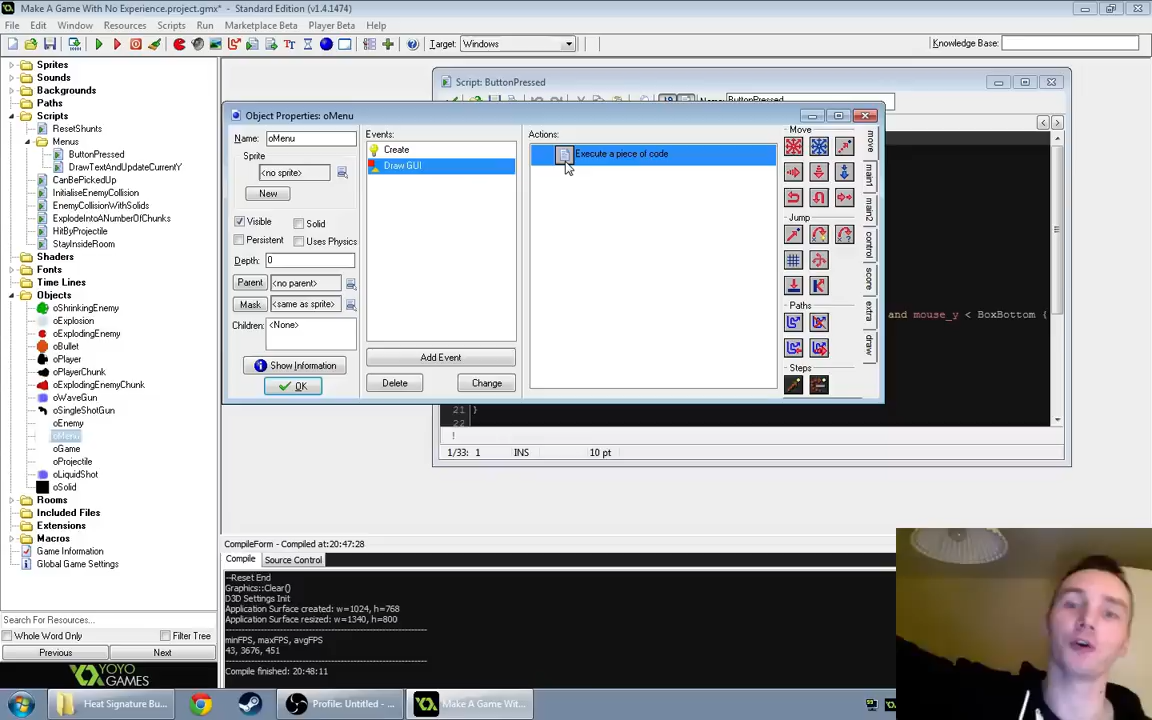 Make A Game With No Experience.project.gmx* - Standard Edition (v1.4.1474)
File Edit Window Resources Scripts Run Marketplace Beta Player Beta Help
Target: Windows
Knowledge Base:
Sprites
Sounds
Backgrounds
Paths
Scripts
ResetShunts
Menus
ButtonPressed
DrawTextAndUpdateCurrentY
CanBePickedUp
InitialiseEnemyCollision
EnemyCollisionWithSolids
ExplodeIntoANumberOfChunks
HitByProjectile
StayInsideRoom
Shaders
Fonts
Time Lines
Objects
oShrinkingEnemy
oExplosion
oExplodingEnemy
oBullet
oPlayer
oPlayerChunk
oExplodingEnemyChunk
oWaveGun
oSingleShotGun
oEnemy
oMenu
oGame
oProjectile
oLiquidShot
oSolid
Rooms
Included Files
Extensions
Macros
Game Information
Global Game Settings
Search For Resources...
Whole Word Only Filter Tree
Previous Next
YOYO
GAMES
Script: ButtonPressed
Name: ButtonPressed
and mouse_y < BoxBottom {
21 }
22
!
1/33: 1 INS 10 pt
Object Properties: oMenu
Name: oMenu
Sprite
<no sprite>
New
Visible Solid
Persistent Uses Physics
Depth: 0
Parent <no parent>
Mask <same as sprite>
Children: <None>
Show Information
OK
Events:
Create
Draw GUI
Add Event
Delete Change
Actions:
Execute a piece of code
Move
Jump
Paths
Steps
move
main1
main2
control
score
extra
draw
CompileForm - Compiled at:20:47:28
Compile Source Control
--Reset End
Graphics::Clear()
D3D Settings Init
Application Surface created: w=1024, h=768
Application Surface resized: w=1340, h=800
minFPS, maxFPS, avgFPS
43, 3676, 451
Compile finished: 20:48:11
Heat Signature Bu...
Profile: Untitled - ...
Make A Game Wit...